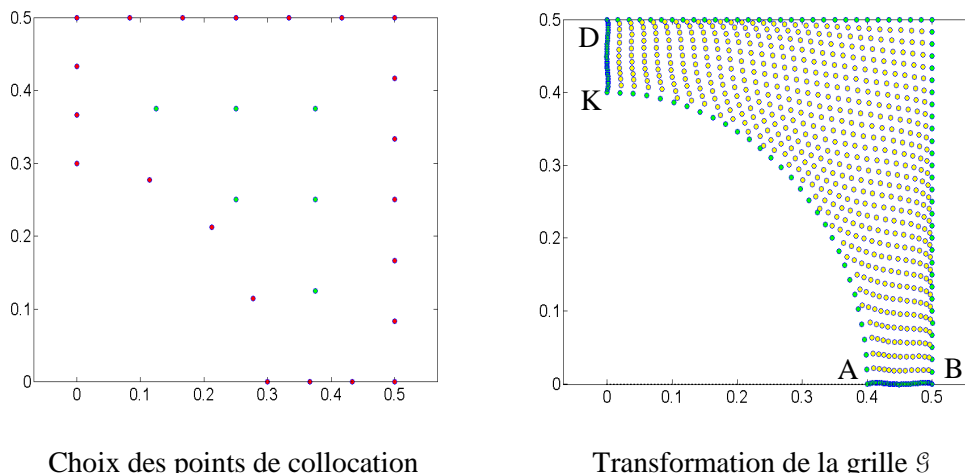 0.5
0.4
0.3
0.2
0.1
0
0 0.1 0.2 0.3 0.4 0.5
Choix des points de collocation
0.5
0.4
0.3
0.2
0.1
0
0 0.1 0.2 0.3 0.4 0.5
D
K
A B
Transformation de la grille 𝒢